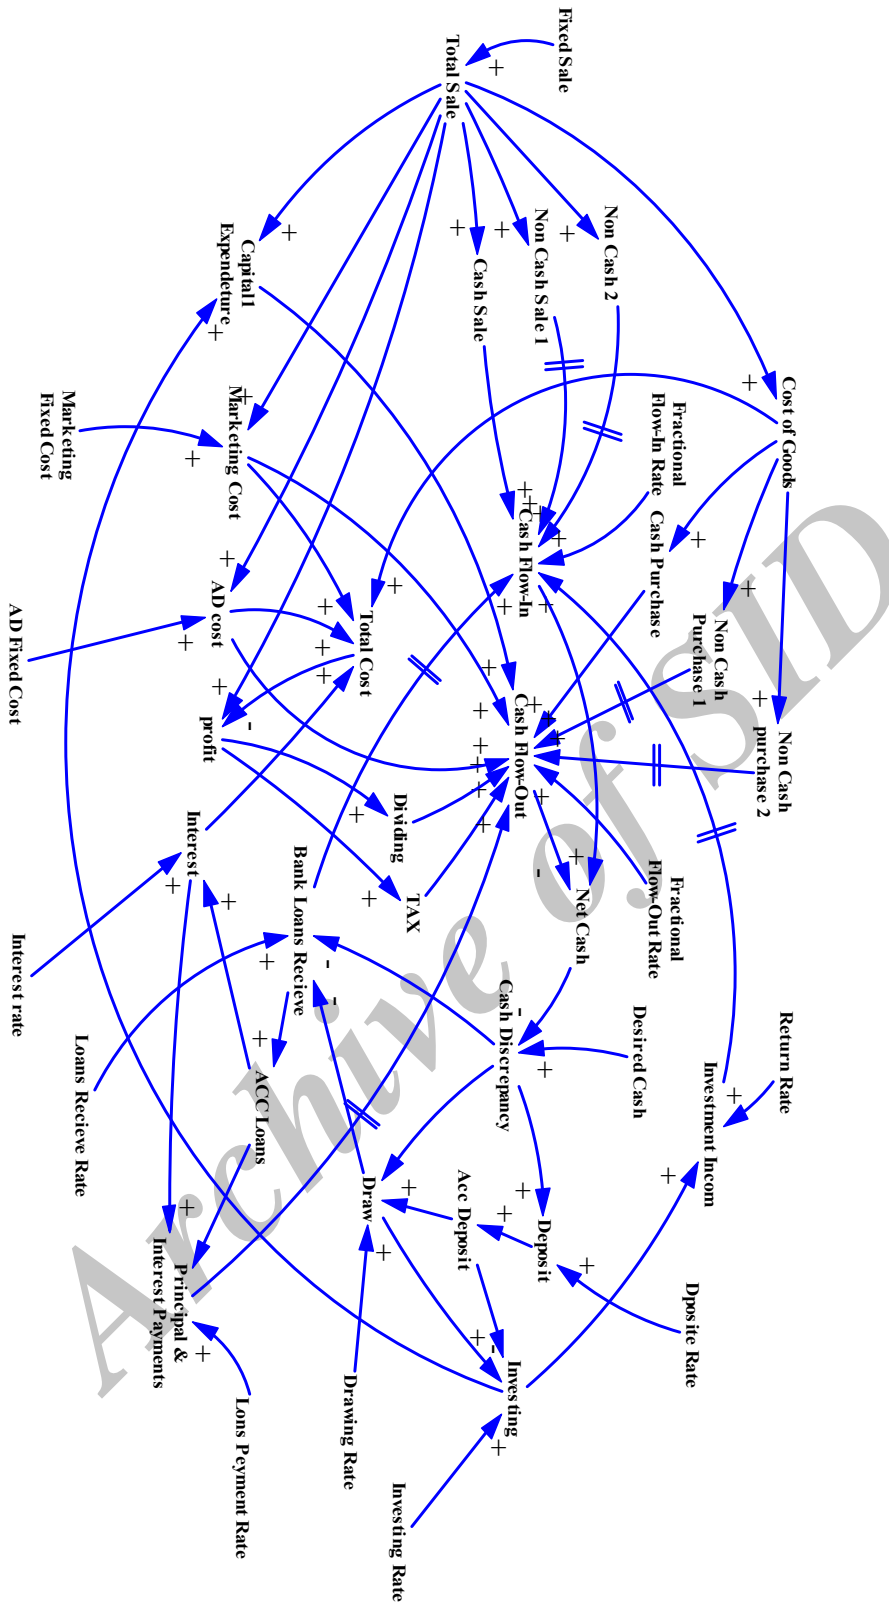 Fixed Sale
Total Sale
Cost of Goods
Non Cash 2
Non Cash Sale 1
Cash Sale
Capital1
Expendeture
Fractional
Flow-In Rate
Cash Purchase
Non Cash
Purchase 1
Non Cash
purchase 2
Marketing
Fixed Cost
Marketing Cost
Cash Flow-In
Total Cost
AD cost
AD Fixed Cost
Cash Flow-Out
profit
Dividing
TAX
Fractional
Flow-Out Rate
Net Cash
Interest
Interest rate
Bank Loans Recieve
Cash Discrepancy
Desired Cash
Return Rate
Investment Incom
Loans Recieve Rate
ACC Loans
Draw
Acc Deposit
Deposit
Dposite Rate
Principal &
Interest Payments
Lons Peyment Rate
Drawing Rate
Investing
Investing Rate
Archive of SID